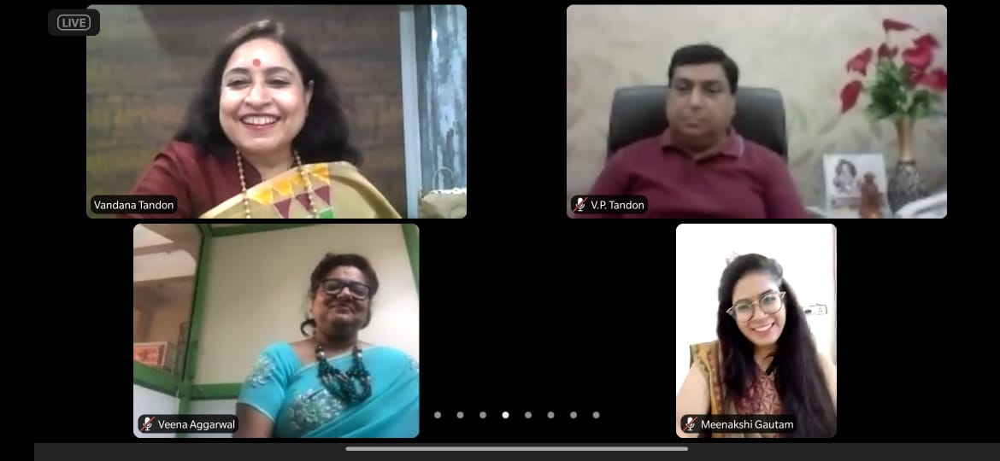 LIVE
Vandana Tandon
V.P. Tandon
Veena Aggarwal
Meenakshi Gautam